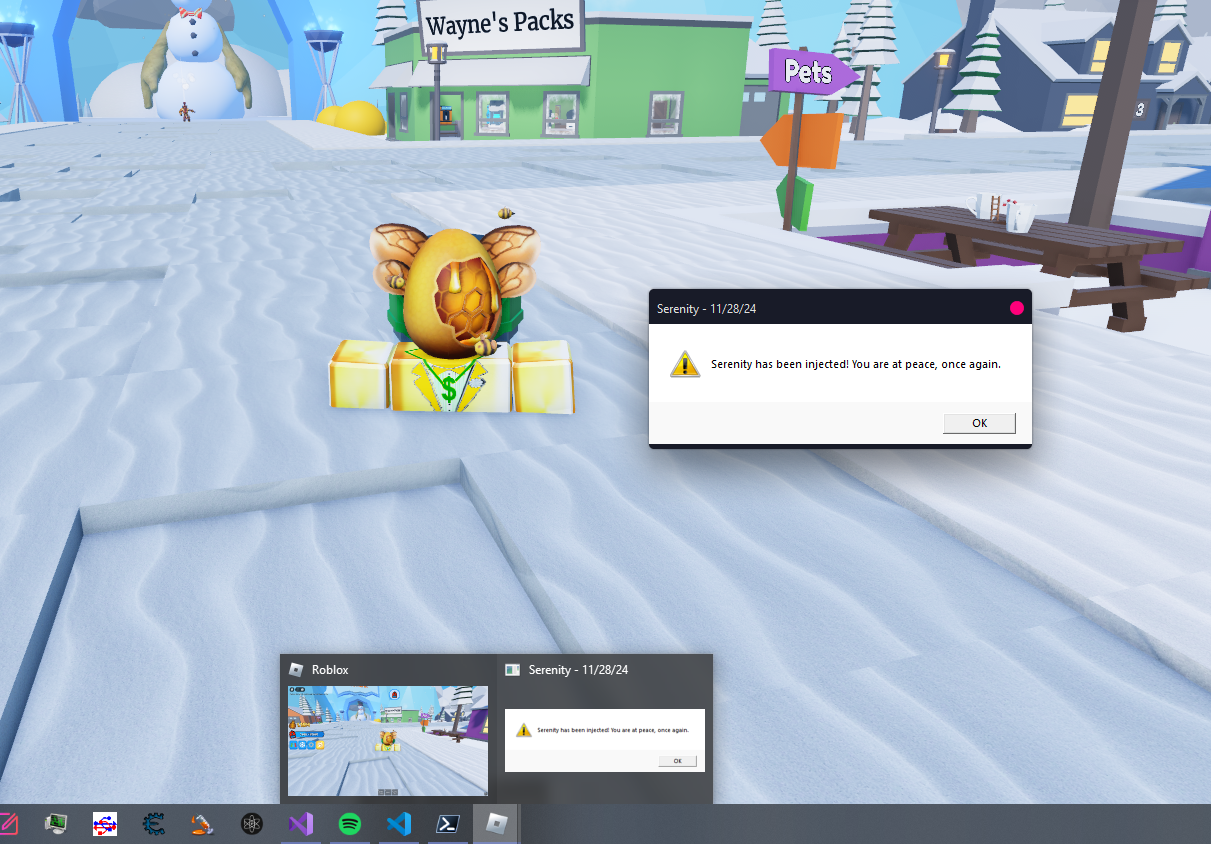 Wayne's Packs
Pets
3
Serenity - 11/28/24
Serenity has been injected! You are at peace, once again.
OK
$
Roblox
Serenity - 11/28/24
Serenity has been injected! You are at peace, once again.
OK